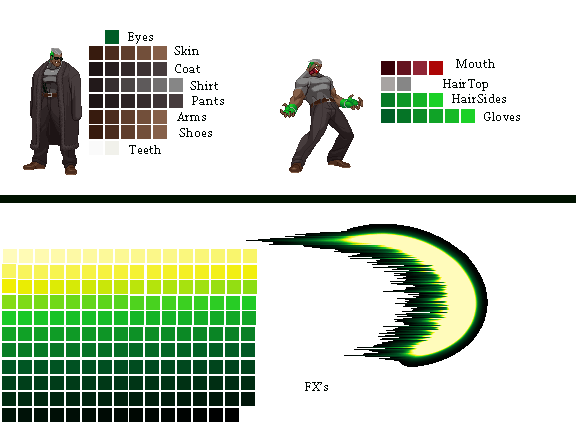 Eyes
Skin
Coat
Shirt
Pants
Arms
Shoes
Teeth
Mouth
HairTop
HairSides
Gloves
FX's